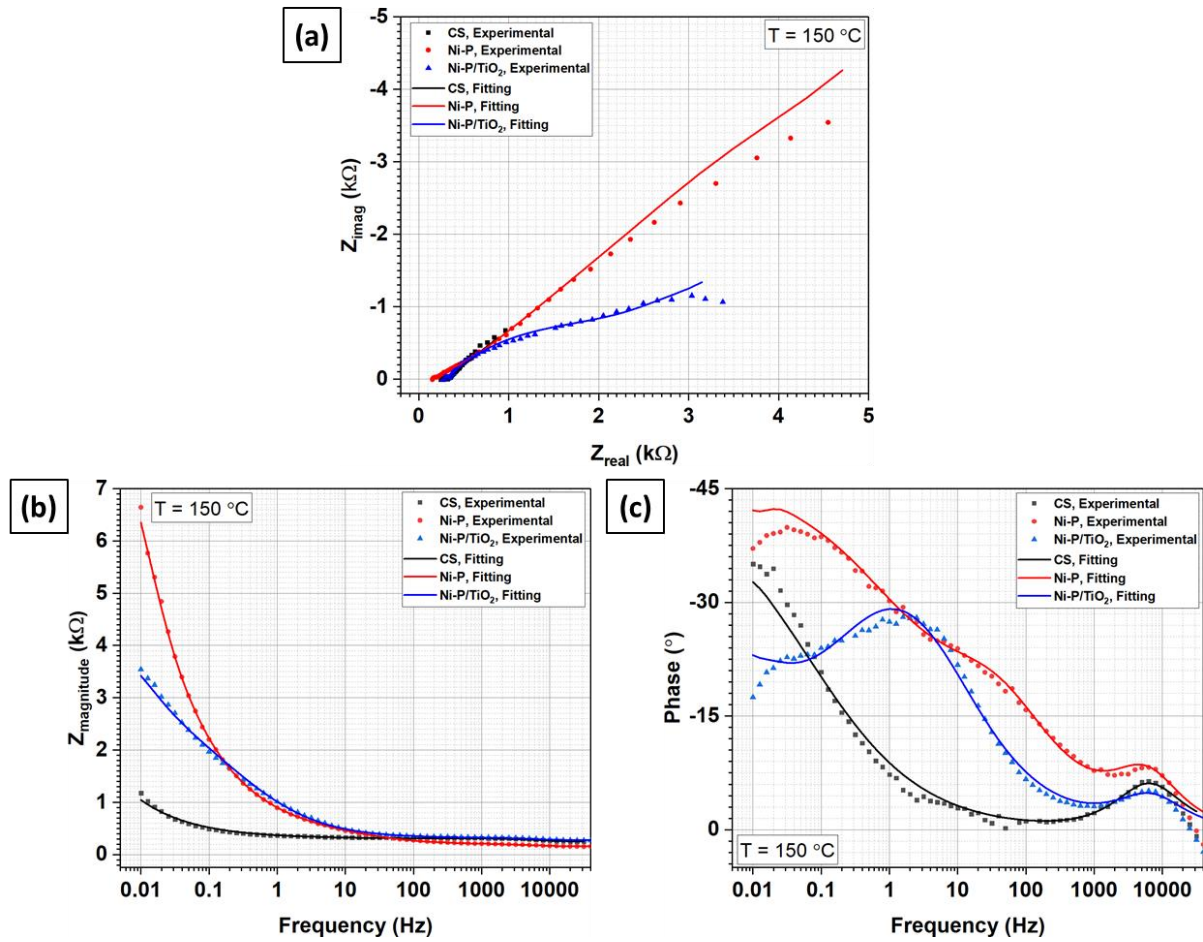 (a)
T = 150 °C
CS, Experimental
Ni-P, Experimental
Ni-P/TiO₂, Experimental
CS, Fitting
Ni-P, Fitting
Ni-P/TiO₂, Fitting
-5
-4
-3
-2
-1
0
Z_imag (kΩ)
0 1 2 3 4 5
Z_real (kΩ)
(b)
T = 150 °C
CS, Experimental
Ni-P, Experimental
Ni-P/TiO₂, Experimental
CS, Fitting
Ni-P, Fitting
Ni-P/TiO₂, Fitting
7
6
5
4
3
2
1
0
Z_magnitude (kΩ)
0.01 0.1 1 10 100 1000 10000
Frequency (Hz)
(c)
CS, Experimental
Ni-P, Experimental
Ni-P/TiO₂, Experimental
CS, Fitting
Ni-P, Fitting
Ni-P/TiO₂, Fitting
-45
-30
-15
0
Phase (°)
T = 150 °C
0.01 0.1 1 10 100 1000 10000
Frequency (Hz)